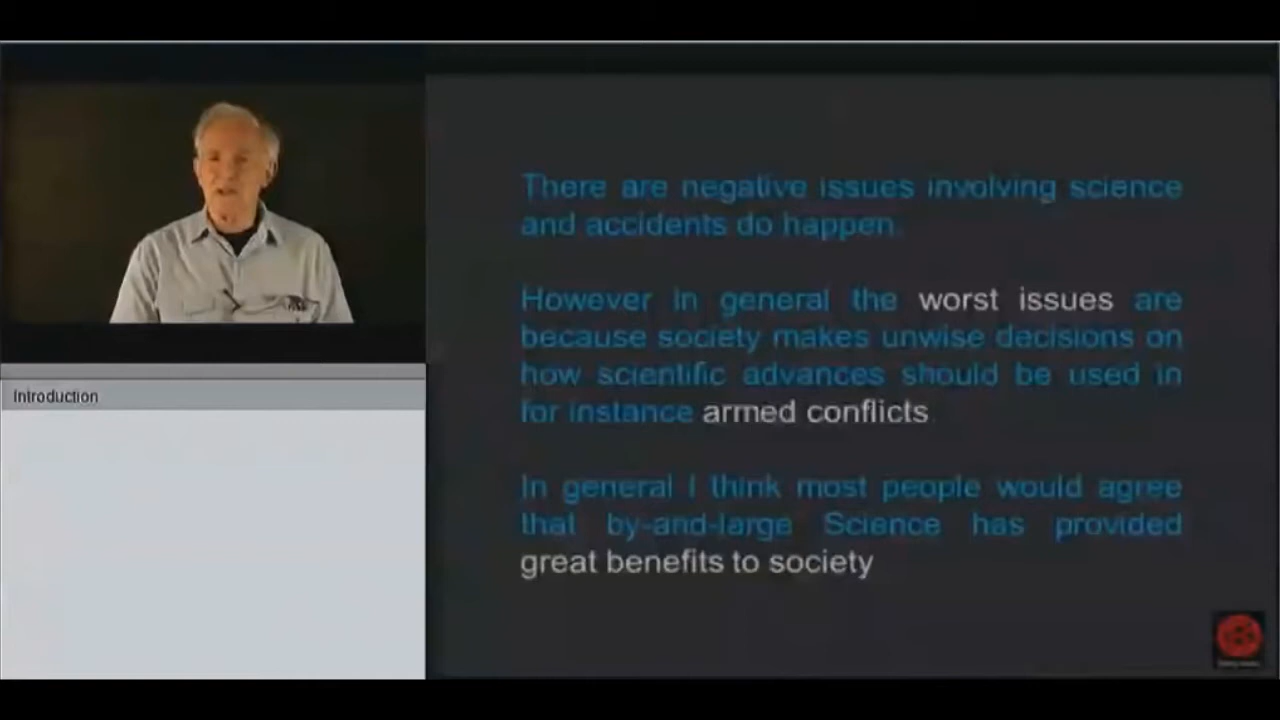 Introduction
There are negative issues involving science
and accidents do happen.
However in general the worst issues are
because society makes unwise decisions on
how scientific advances should be used in
for instance armed conflicts
In general I think most people would agree
that by-and-large Science has provided
great benefits to society